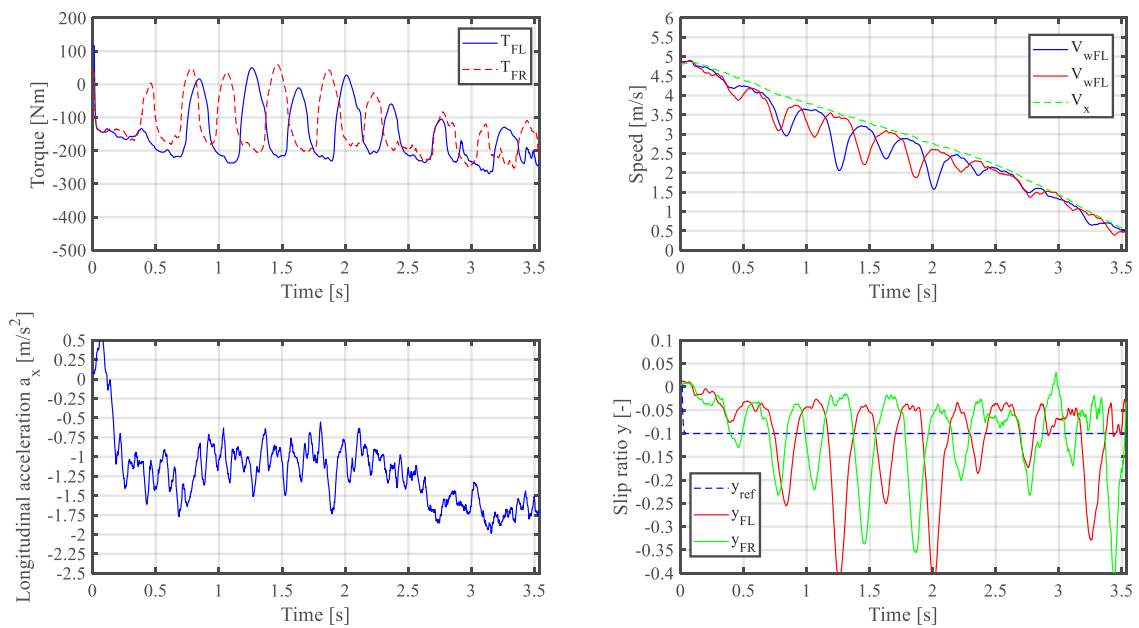 200
100
0
-100
-200
-300
-400
-500
Torque [Nm]
T_FL
T_FR
0 0.5 1 1.5 2 2.5 3 3.5
Time [s]
6
5.5
5
4.5
4
3.5
3
2.5
2
1.5
1
0.5
0
Speed [m/s]
V_wFL
V_wFL
V_x
0 0.5 1 1.5 2 2.5 3 3.5
Time [s]
0.5
0.25
0
-0.25
-0.5
-0.75
-1
-1.25
-1.5
-1.75
-2
-2.25
-2.5
Longitudinal acceleration a_x [m/s²]
0 0.5 1 1.5 2 2.5 3 3.5
Time [s]
0.1
0.05
0
-0.05
-0.1
-0.15
-0.2
-0.25
-0.3
-0.35
-0.4
Slip ratio y [-]
y_ref
y_FL
y_FR
0 0.5 1 1.5 2 2.5 3 3.5
Time [s]